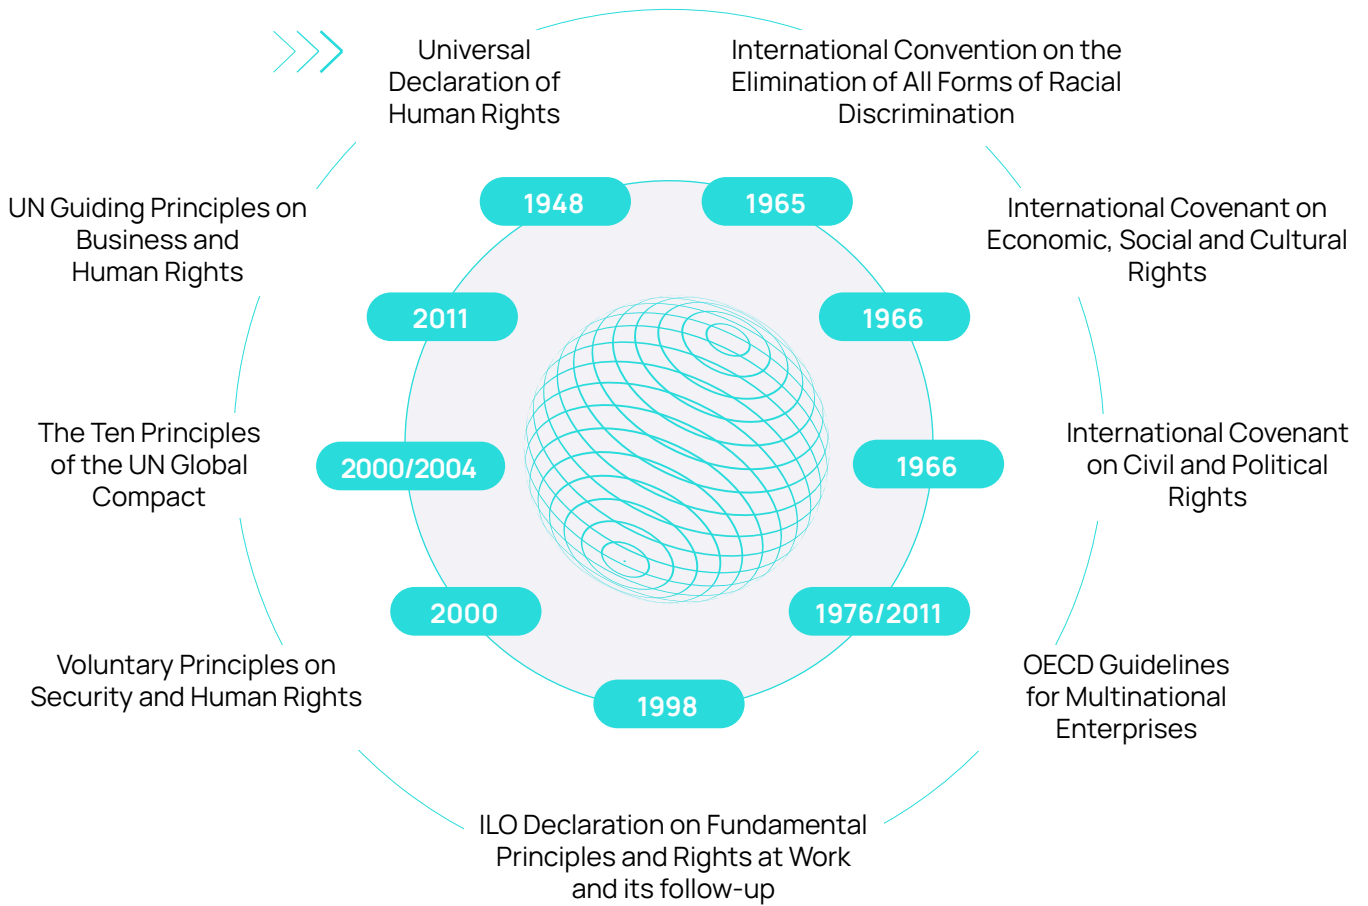 Universal
Declaration of
Human Rights
International Convention on the
Elimination of All Forms of Racial
Discrimination
1948
1965
UN Guiding Principles on
Business and
Human Rights
International Covenant on
Economic, Social and Cultural
Rights
2011
1966
The Ten Principles
of the UN Global
Compact
2000/2004
1966
International Covenant
on Civil and Political
Rights
2000
1976/2011
Voluntary Principles on
Security and Human Rights
OECD Guidelines
for Multinational
Enterprises
1998
ILO Declaration on Fundamental
Principles and Rights at Work
and its follow-up